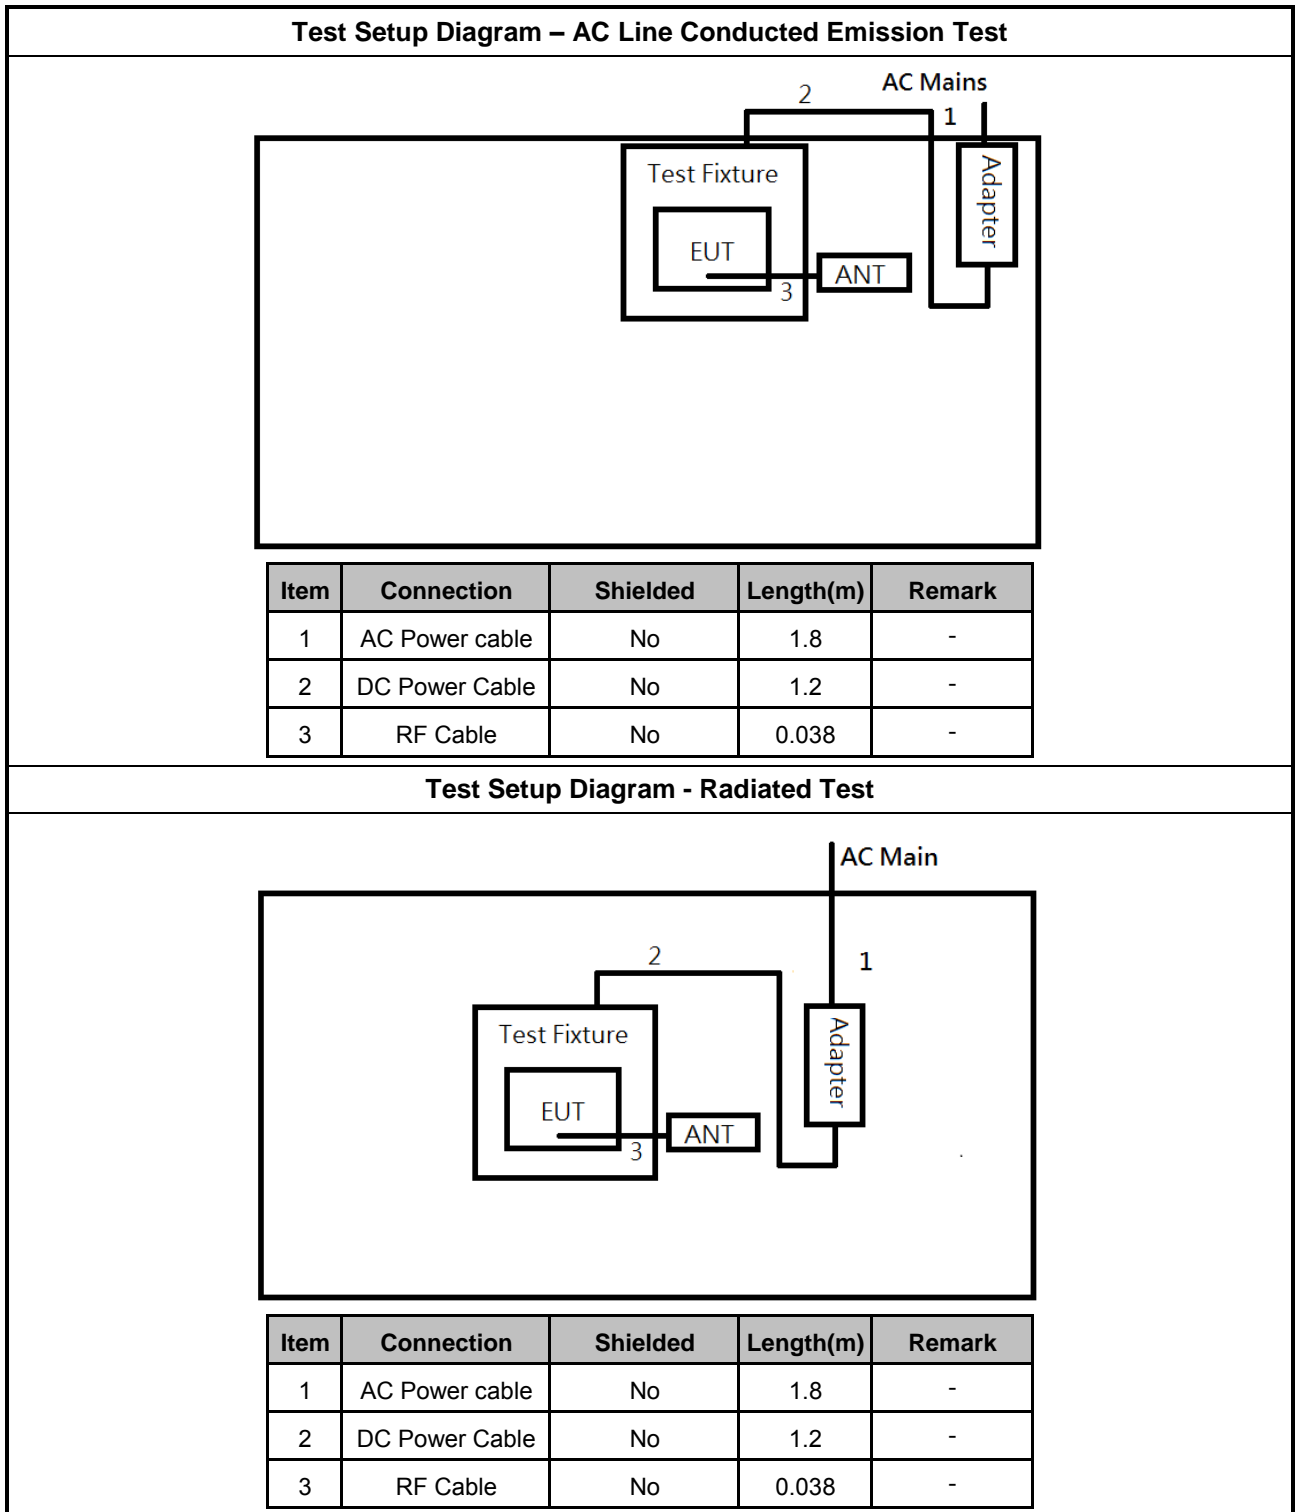 Test Setup Diagram – AC Line Conducted Emission Test
AC Mains
2
1
Test Fixture
Adapter
EUT
ANT
3
Item Connection Shielded Length(m) Remark
1 AC Power cable No 1.8 -
2 DC Power Cable No 1.2 -
3 RF Cable No 0.038 -
Test Setup Diagram - Radiated Test
AC Main
2
1
Test Fixture
Adapter
EUT
ANT
3
Item Connection Shielded Length(m) Remark
1 AC Power cable No 1.8 -
2 DC Power Cable No 1.2 -
3 RF Cable No 0.038 -